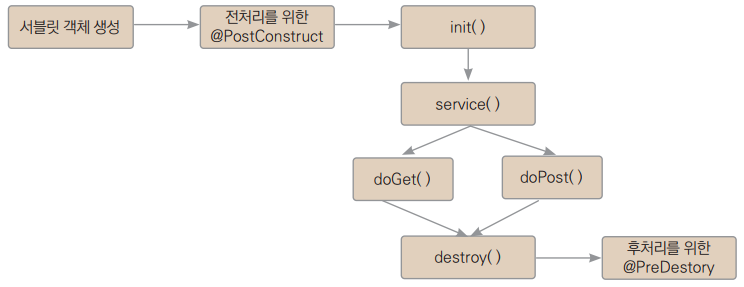 서블릿 객체 생성
전처리를 위한
@PostConstruct
init( )
service( )
doGet( )
doPost( )
destroy( )
후처리를 위한
@PreDestory